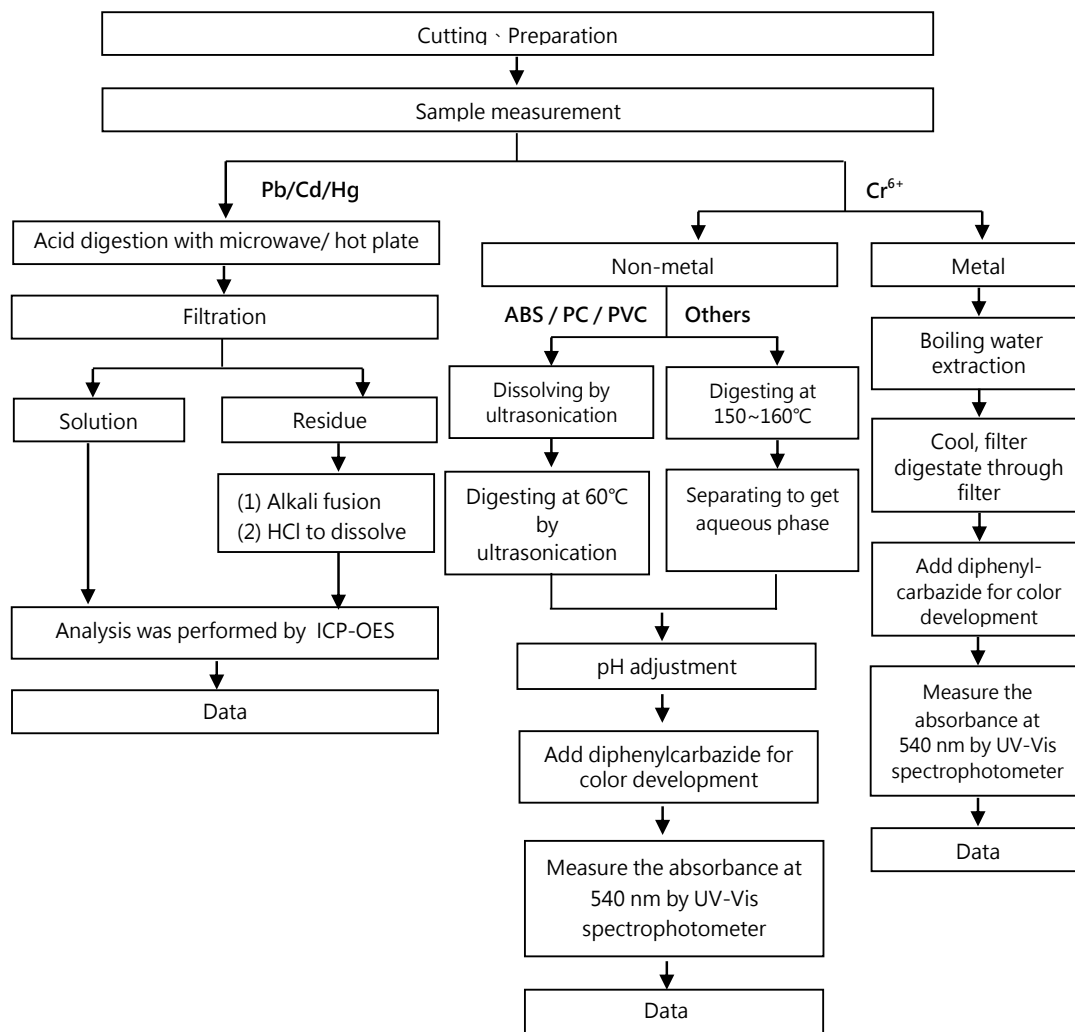 Cutting、Preparation
Sample measurement
Pb/Cd/Hg
Acid digestion with microwave/ hot plate
Filtration
Solution
Residue
(1) Alkali fusion
(2) HCl to dissolve
Analysis was performed by ICP-OES
Data
Cr⁶⁺
Non-metal
ABS / PC / PVC
Others
Dissolving by
ultrasonication
Digesting at 60℃
by
ultrasonication
Digesting at
150~160℃
Separating to get
aqueous phase
pH adjustment
Add diphenylcarbazide for
color development
Measure the absorbance at
540 nm by UV-Vis
spectrophotometer
Data
Metal
Boiling water
extraction
Cool, filter
digestate through
filter
Add diphenyl-
carbazide for color
development
Measure the
absorbance at
540 nm by UV-Vis
spectrophotometer
Data